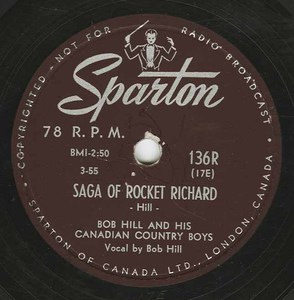 COPYRIGHTED - NOT FOR RADIO BROADCAST
Sparton
78 R.P.M.
BMI-2:50
3-55
136R
(17E)
SAGA OF ROCKET RICHARD
- Hill -
BOB HILL AND HIS
CANADIAN COUNTRY BOYS
Vocal by Bob Hill
SPARTON OF CANADA LTD., LONDON, CANADA